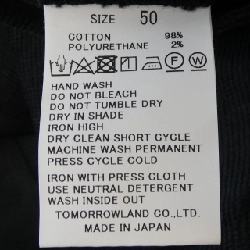 SIZE 50
COTTON 98%
POLYURETHANE 2%
HAND WASH
DO NOT BLEACH
DO NOT TUMBLE DRY
DRY IN SHADE
IRON HIGH
DRY CLEAN SHORT CYCLE
MACHINE WASH PERMANENT
PRESS CYCLE COLD
IRON WITH PRESS CLOTH
USE NEUTRAL DETERGENT
WASH INSIDE OUT
TOMORROWLAND CO.,LTD.
MADE IN JAPAN